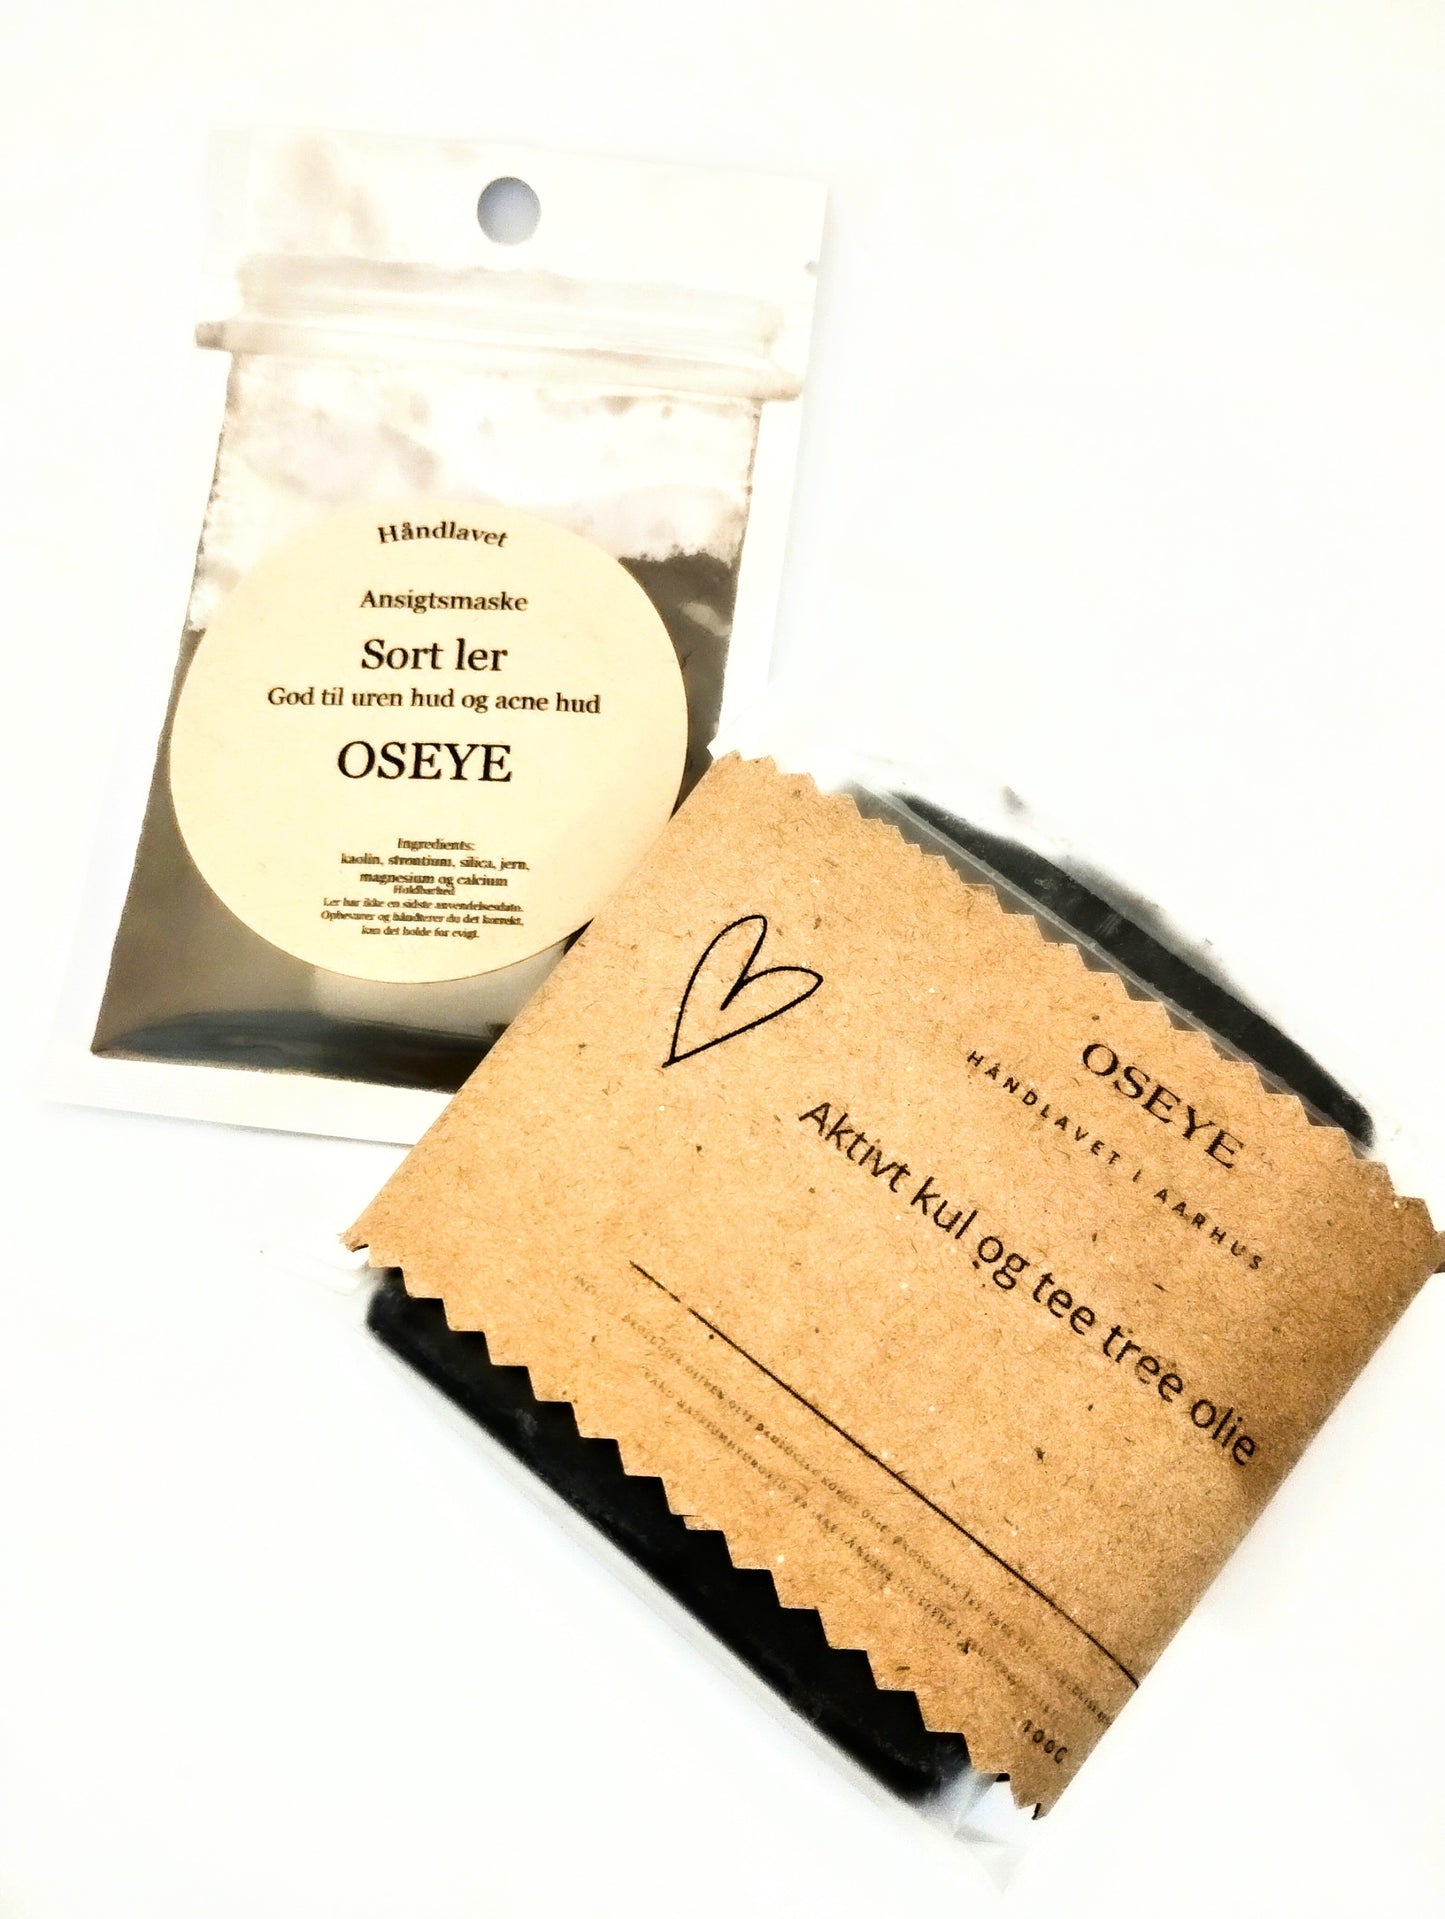 Håndlavet
Ansigtsmaske
Sort ler
God til uren hud og acne hud
OSEYE
Ingredients:
kaolin, strontium, silica, jern,
magnesium og calcium
Holdbarhed
Ler har ikke en sidste anvendelsesdato.
Opbevarer og håndterer du det korrekt,
kan det holde for evigt.
OSEYE
HÅNDLAVET I AARHUS
Aktivt kul og tee tree olie
100G